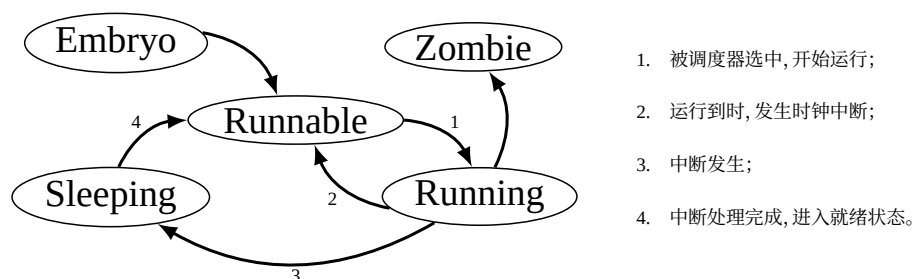 Embryo
Zombie
Runnable
Sleeping
Running
4
1
2
3
1. 被调度器选中, 开始运行;
2. 运行到时, 发生时钟中断;
3. 中断发生;
4. 中断处理完成, 进入就绪状态。